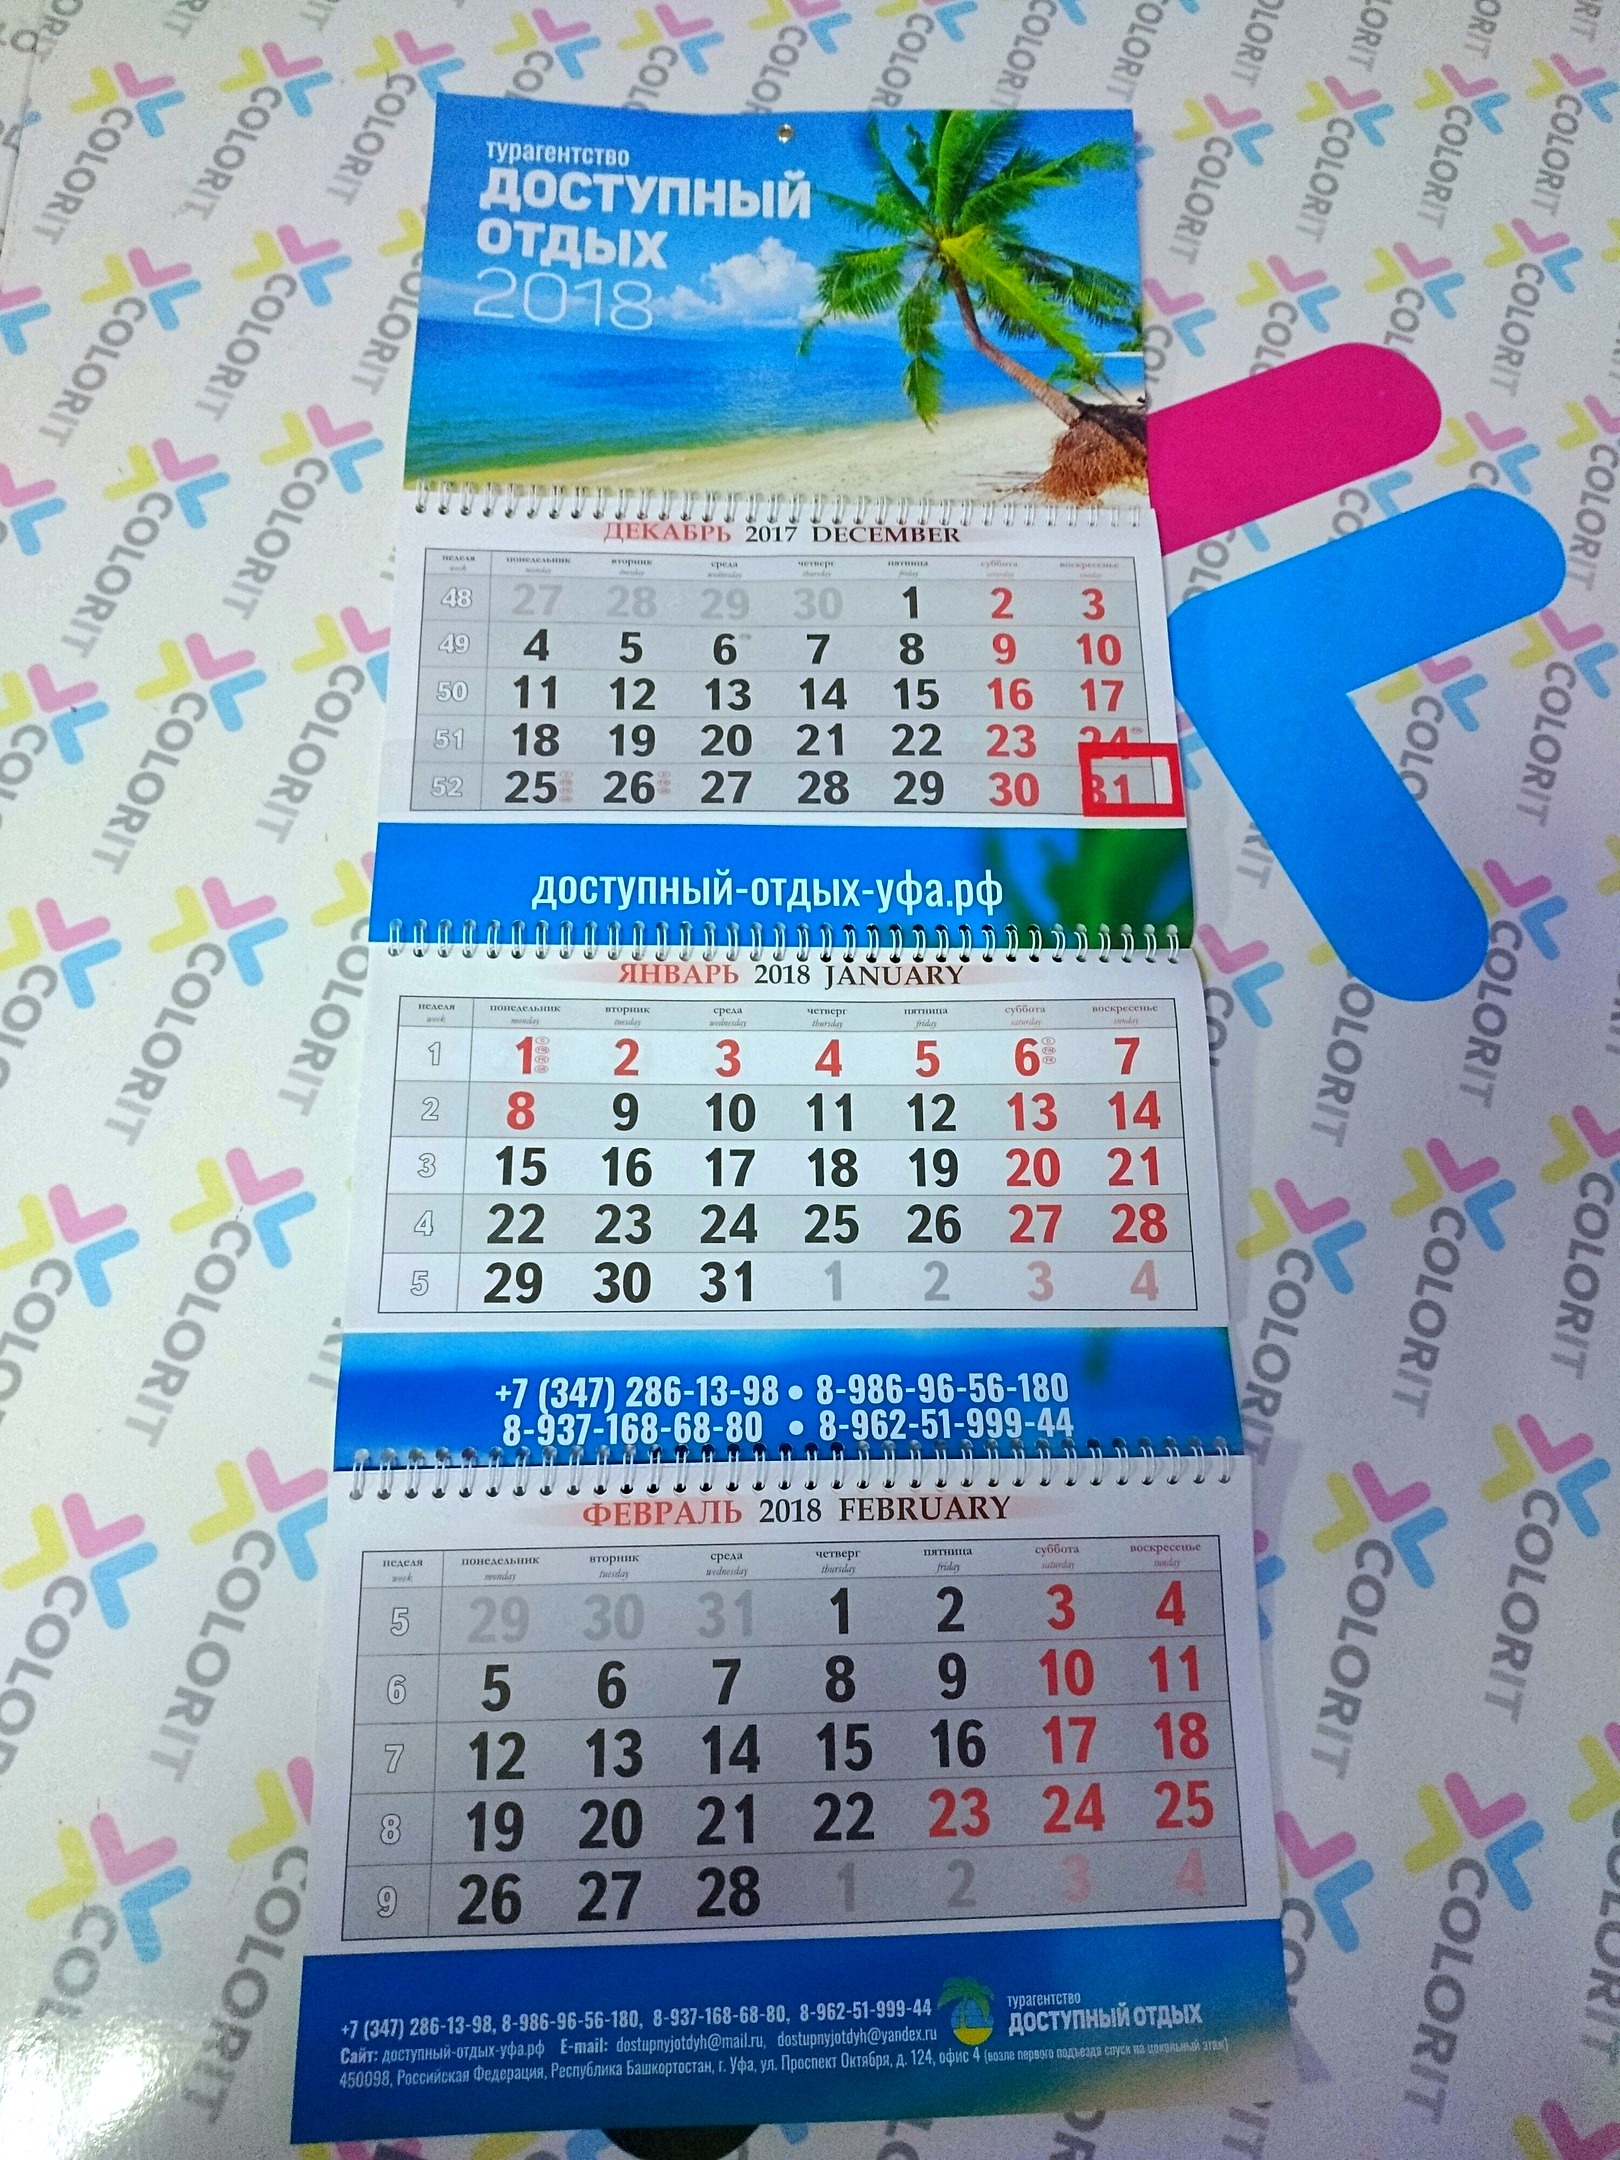 турагентство
ДОСТУПНЫЙ
ОТДЫХ
2018
ДЕКАБРЬ 2017 DECEMBER
неделя понедельник вторник среда четверг пятница суббота воскресенье
week monday tuesday wednesday thursday friday saturday sunday
48 27 28 29 30 1 2 3
49 4 5 6 7 8 9 10
50 11 12 13 14 15 16 17
51 18 19 20 21 22 23 24
52 25 26 27 28 29 30 31
доступный-отдых-уфа.рф
ЯНВАРЬ 2018 JANUARY
неделя понедельник вторник среда четверг пятница суббота воскресенье
week monday tuesday wednesday thursday friday saturday sunday
1 1 2 3 4 5 6 7
2 8 9 10 11 12 13 14
3 15 16 17 18 19 20 21
4 22 23 24 25 26 27 28
5 29 30 31 1 2 3 4
+7 (347) 286-13-98 • 8-986-96-56-180
8-937-168-68-80 • 8-962-51-999-44
ФЕВРАЛЬ 2018 FEBRUARY
неделя понедельник вторник среда четверг пятница суббота воскресенье
week monday tuesday wednesday thursday friday saturday sunday
5 29 30 31 1 2 3 4
6 5 6 7 8 9 10 11
7 12 13 14 15 16 17 18
8 19 20 21 22 23 24 25
9 26 27 28 1 2 3 4
+7 (347) 286-13-98, 8-986-96-56-180, 8-937-168-68-80, 8-962-51-999-44
Сайт: доступный-отдых-уфа.рф E-mail: dostupnyjotdyh@mail.ru, dostupnyjotdyh@yandex.ru
450098, Российская Федерация, Республика Башкортостан, г. Уфа, ул. Проспект Октября, д. 124, офис 4 (возле первого подъезда спуск на цокольный этаж)
турагентство
ДОСТУПНЫЙ ОТДЫХ
COLORIT